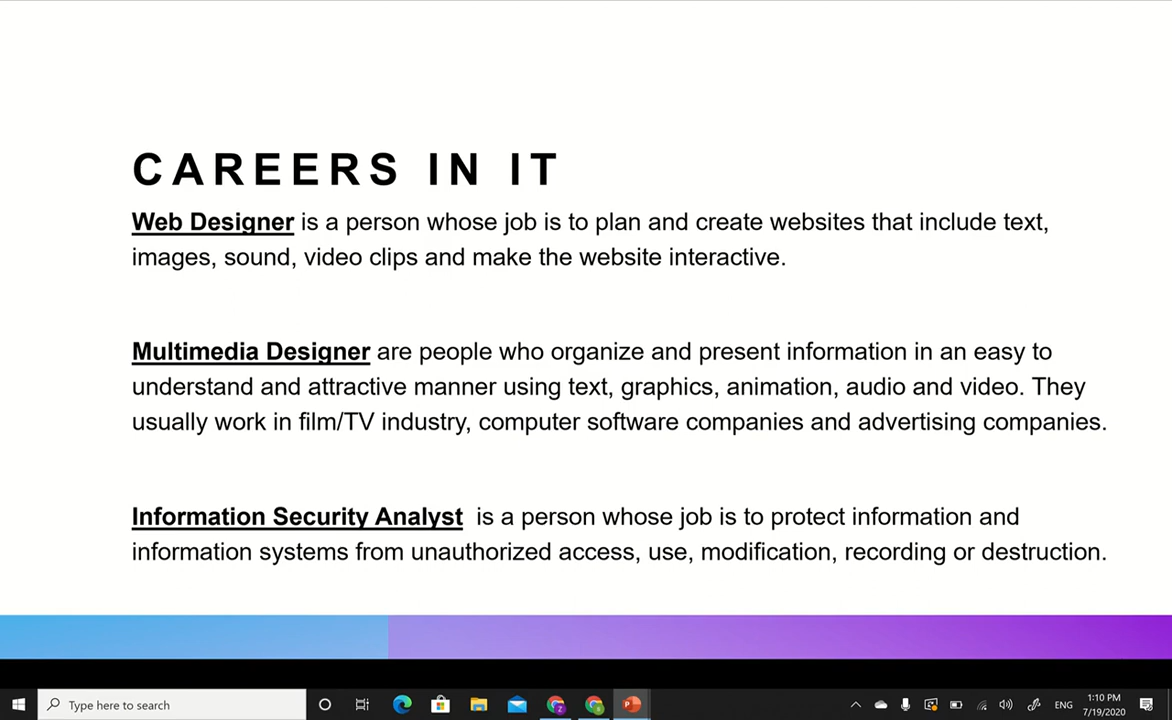 CAREERS IN IT
Web Designer is a person whose job is to plan and create websites that include text,
images, sound, video clips and make the website interactive.
Multimedia Designer are people who organize and present information in an easy to
understand and attractive manner using text, graphics, animation, audio and video. They
usually work in film/TV industry, computer software companies and advertising companies.
Information Security Analyst is a person whose job is to protect information and
information systems from unauthorized access, use, modification, recording or destruction.
Type here to search
ENG
1:10 PM
7/19/2020